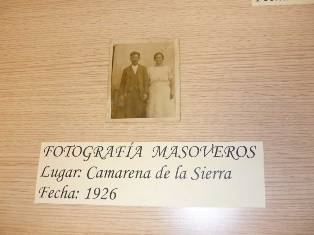 FOTOGRAFÍA MASOVEROS
Lugar: Camarena de la Sierra
Fecha: 1926